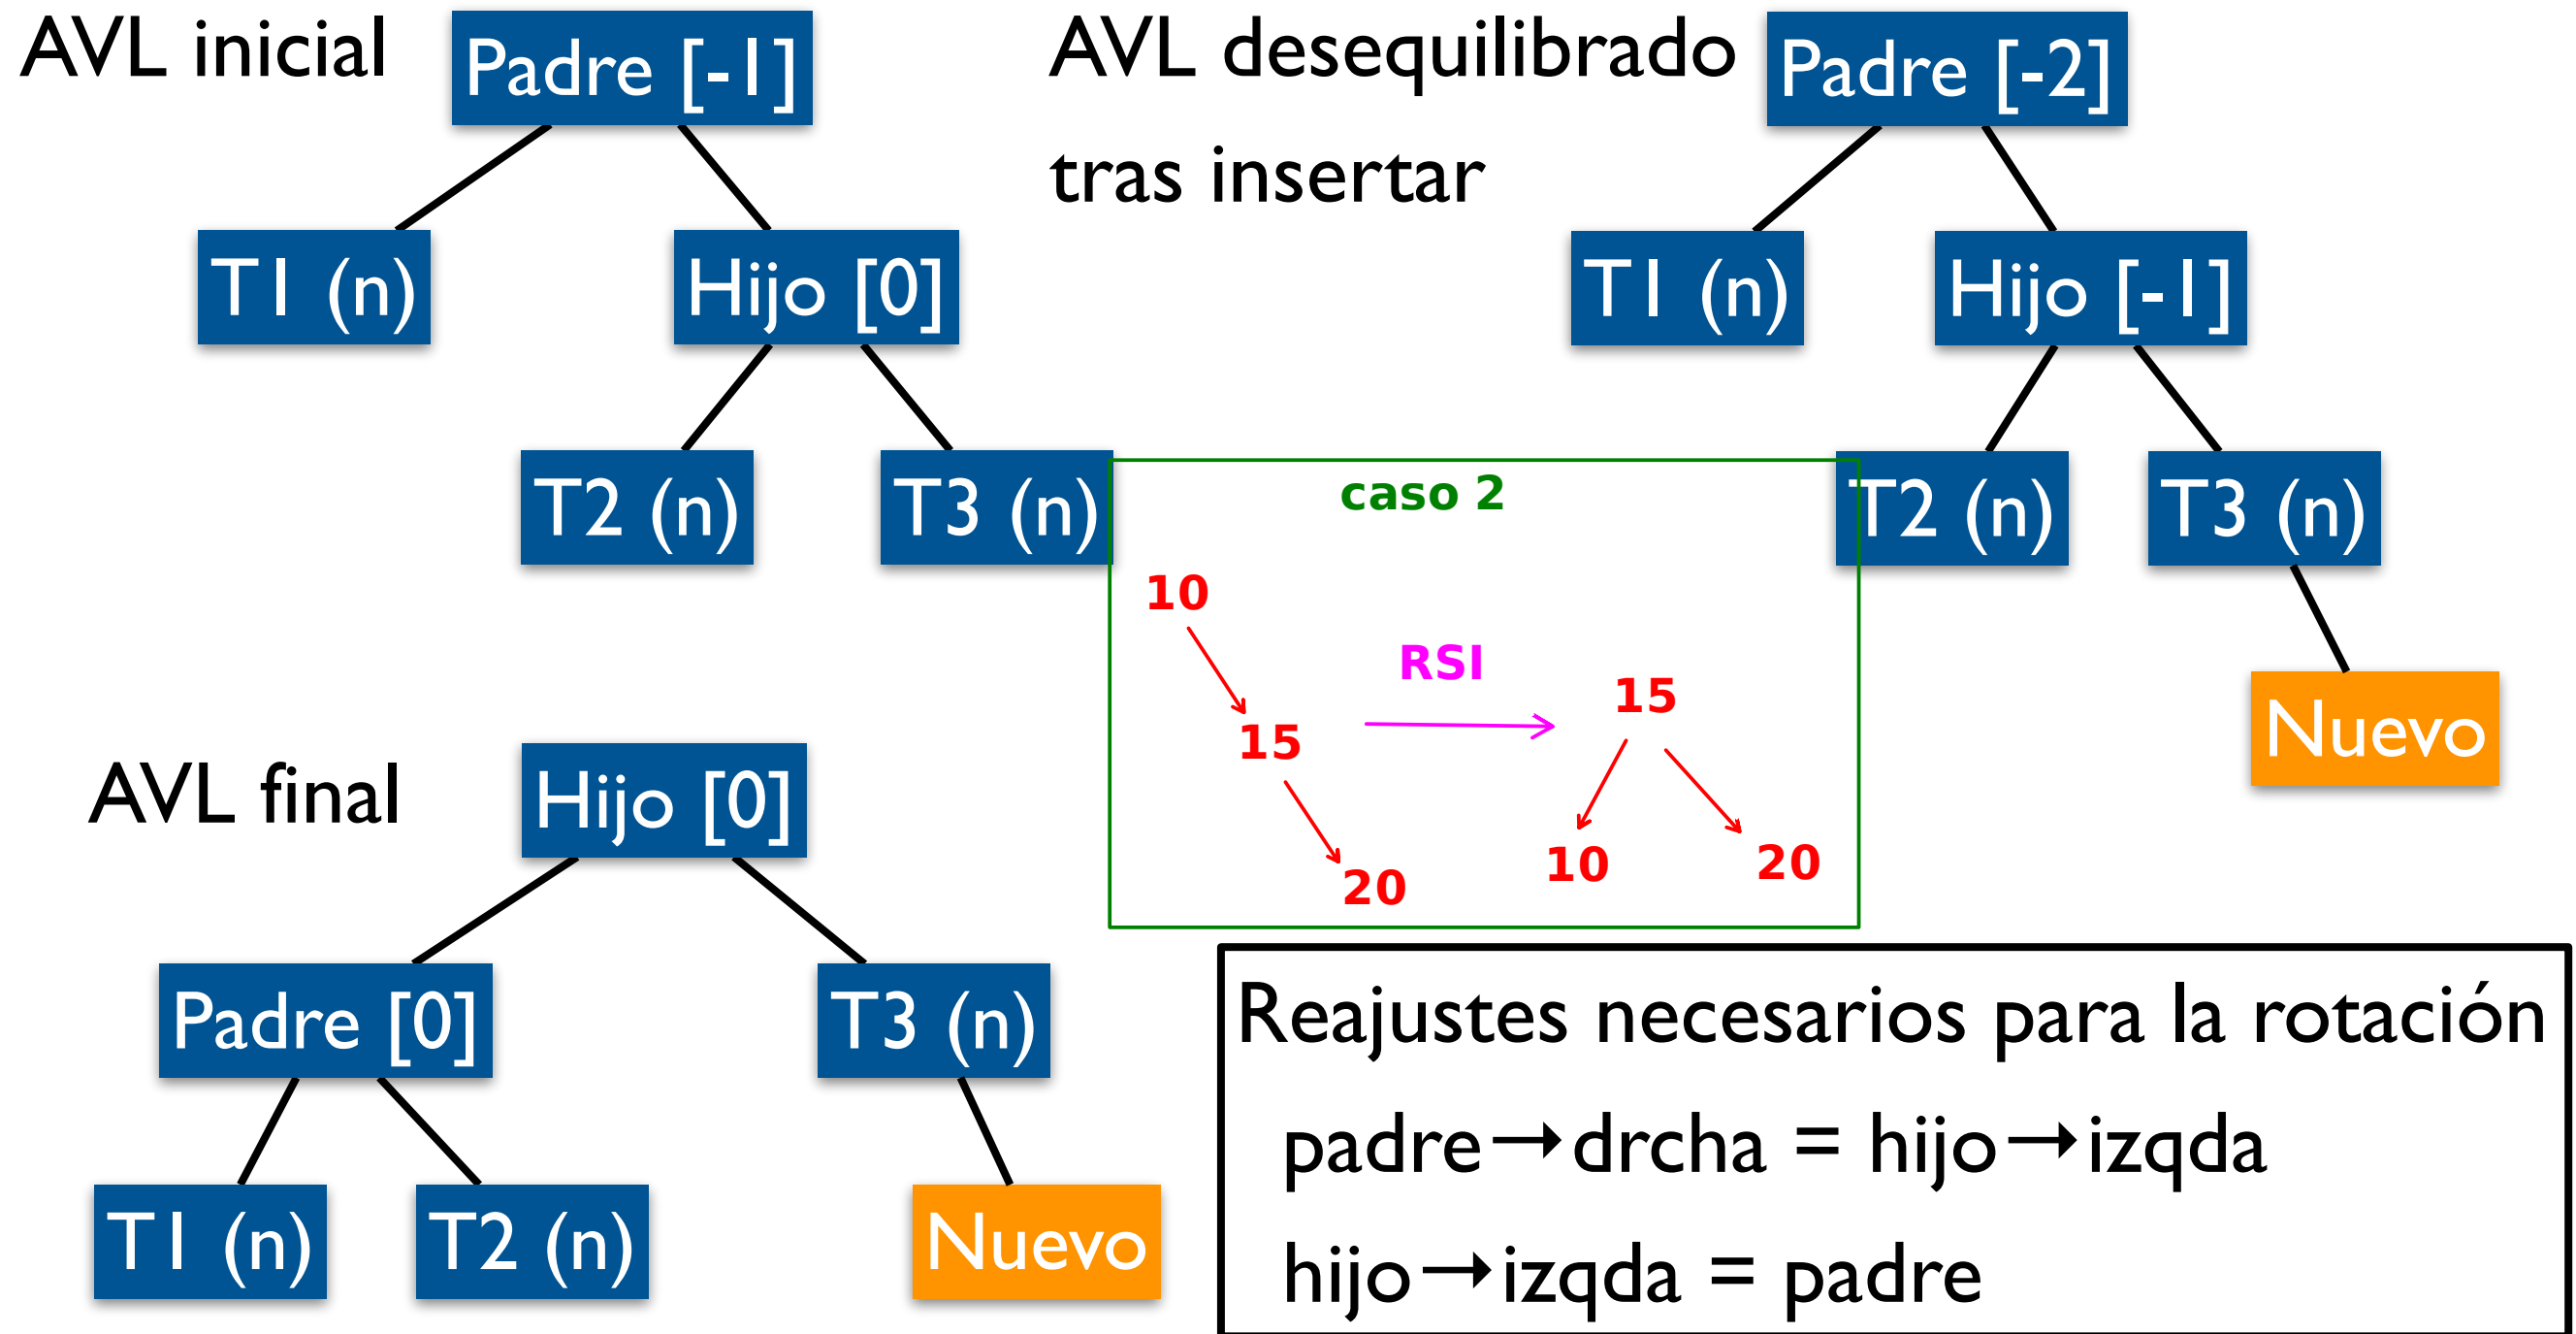 AVL inicial
Padre [-1]
T1 (n)
Hijo [0]
T2 (n)
T3 (n)
AVL desequilibrado
tras insertar
Padre [-2]
T1 (n)
Hijo [-1]
T2 (n)
T3 (n)
Nuevo
caso 2
10
15
20
RSI
15
10
20
AVL final
Hijo [0]
Padre [0]
T3 (n)
T1 (n)
T2 (n)
Nuevo
Reajustes necesarios para la rotación
padre→drcha = hijo→izqda
hijo→izqda = padre